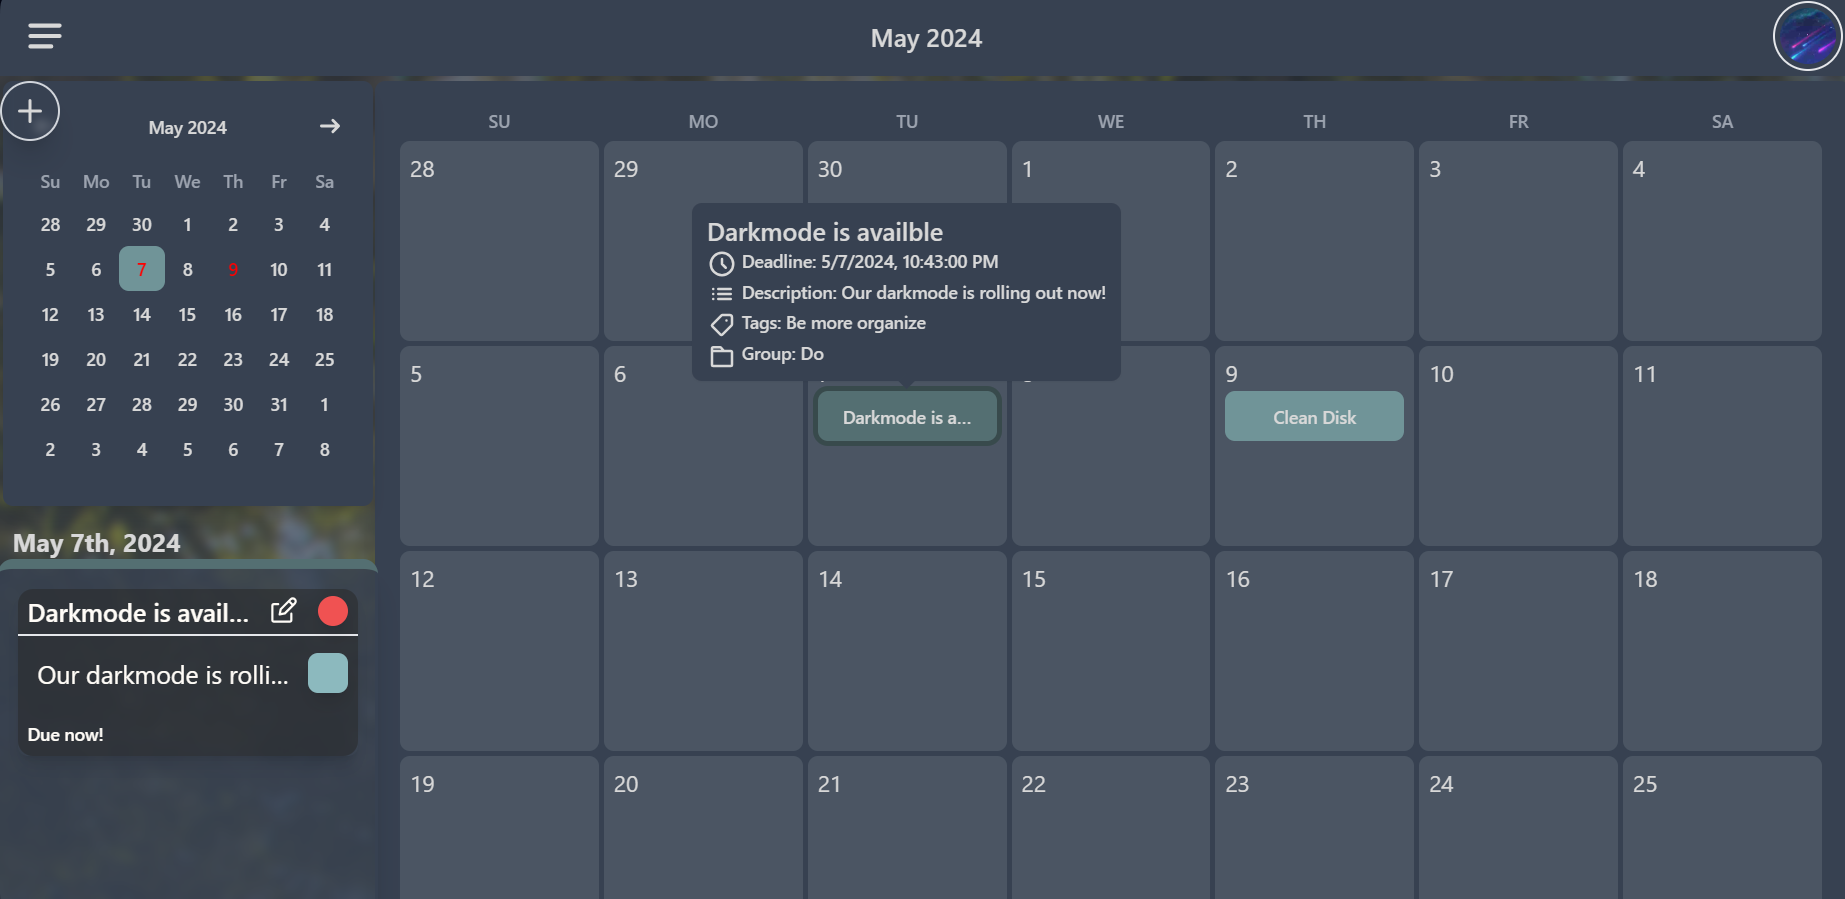 May 2024
May 2024
Su Mo Tu We Th Fr Sa
28 29 30 1 2 3 4
5 6 7 8 9 10 11
12 13 14 15 16 17 18
19 20 21 22 23 24 25
26 27 28 29 30 31 1
2 3 4 5 6 7 8
May 7th, 2024
Darkmode is avail...
Our darkmode is rolli...
Due now!
SU MO TU WE TH FR SA
28 29 30 1 2 3 4
Darkmode is availble
Deadline: 5/7/2024, 10:43:00 PM
Description: Our darkmode is rolling out now!
Tags: Be more organize
Group: Do
5 6 9 10 11
Darkmode is a... Clean Disk
12 13 14 15 16 17 18
19 20 21 22 23 24 25